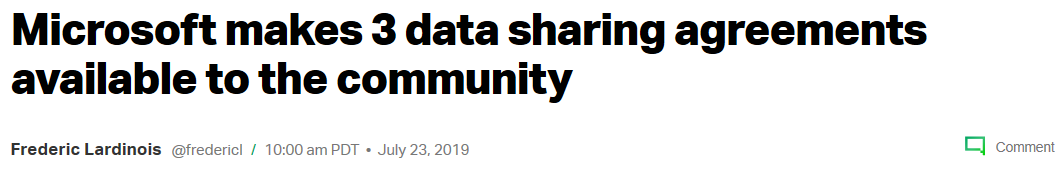 Microsoft makes 3 data sharing agreements
available to the community
Frederic Lardinois @fredericl / 10:00 am PDT • July 23, 2019 Comment